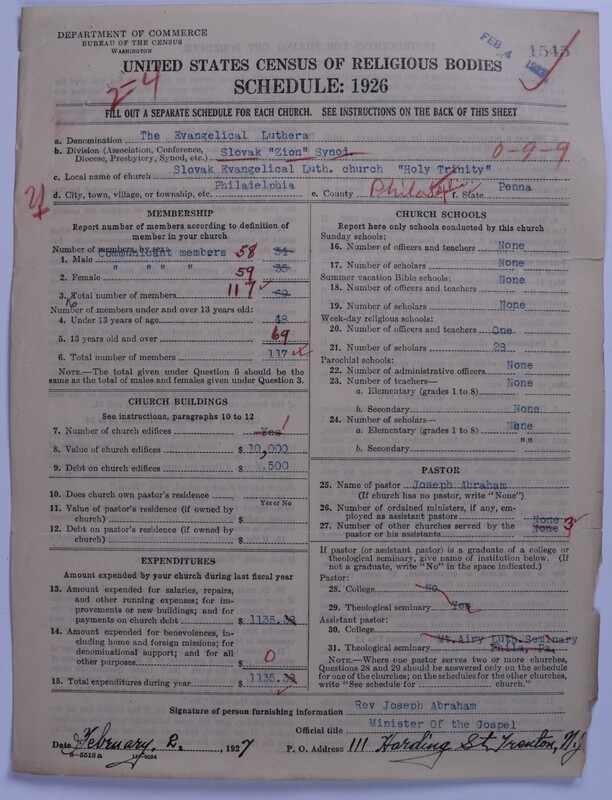 DEPARTMENT OF COMMERCE
BUREAU OF THE CENSUS
WASHINGTON
FEB 4 1927
1545
UNITED STATES CENSUS OF RELIGIOUS BODIES
SCHEDULE: 1926
2-4
FILL OUT A SEPARATE SCHEDULE FOR EACH CHURCH. SEE INSTRUCTIONS ON THE BACK OF THIS SHEET
a. Denomination The Evangelical Luthera
b. Division (Association, Conference, Diocese, Presbytery, Synod, etc.) Slovak "Zion" Synod. 0-9-9
c. Local name of church Slovak Evangelical Luth. church "Holy Trinity"
d. City, town, village, or township, etc. Philadelphia e. County Philadelphia f. State Penna
MEMBERSHIP
Report number of members according to definition of
member in your church
Number of members by sex:
1. Male Communicant members 58 34
2. Female " " " " 59
3. Total number of members 117 69
Number of members under and over 13 years old:
4. Under 13 years of age 48
5. 13 years old and over 69
6. Total number of members 117
NOTE.—The total given under Question 6 should be
same as the total of males and females given under Question 3.
CHURCH BUILDINGS
See instructions, paragraphs 10 to 12
7. Number of church edifices Yes 1
8. Value of church edifices $ 10,000
9. Debt on church edifices $ .500
10. Does church own pastor's residence
Yes or No
11. Value of pastor's residence (if owned by
church) $
12. Debt on pastor's residence (if owned by
church) $
EXPENDITURES
Amount expended by your church during last fiscal year
13. Amount expended for salaries, repairs,
and other running expenses; for im-
provements or new buildings; and for
payments on church debt $ 1135.32
14. Amount expended for benevolences, in-
cluding home and foreign missions; for
denominational support; and for all
other purposes $ 0
15. Total expenditures during year $ 1135.32
CHURCH SCHOOLS
Report here only schools conducted by this church
Sunday schools:
16. Number of officers and teachers None
17. Number of scholars None
Summer vacation Bible schools:
18. Number of officers and teachers None
19. Number of scholars None
Week-day religious schools:
20. Number of officers and teachers One.
21. Number of scholars 28
Parochial schools:
22. Number of administrative officers None
23. Number of teachers—
a. Elementary (grades 1 to 8) None
b. Secondary None
24. Number of scholars—
a. Elementary (grades 1 to 8) None
b. Secondary ""
PASTOR
25. Name of pastor Joseph Abraham
(If church has no pastor, write "None")
26. Number of ordained ministers, if any, em-
ployed as assistant pastors None
27. Number of other churches served by the
pastor or his assistants None 3
If pastor (or assistant pastor) is a graduate of a college or
theological seminary, give name of institution below. (If
not a graduate, write "No" in the space indicated.)
Pastor:
28. College No
29. Theological seminary Yes
Assistant pastor:
30. College Mt. Airy Luth. Seminary
31. Theological seminary Phila, Pa.
NOTE.—Where one pastor serves two or more churches,
Questions 28 and 29 should be answered only on the schedule
for one of the churches; on the schedules for the other churches,
write "See schedule for church."
Signature of person furnishing information Rev Joseph Abraham
Official title Minister Of the Gospel
Date February, 2, 1927 P. O. Address 111 Harding St, Trenton, NJ